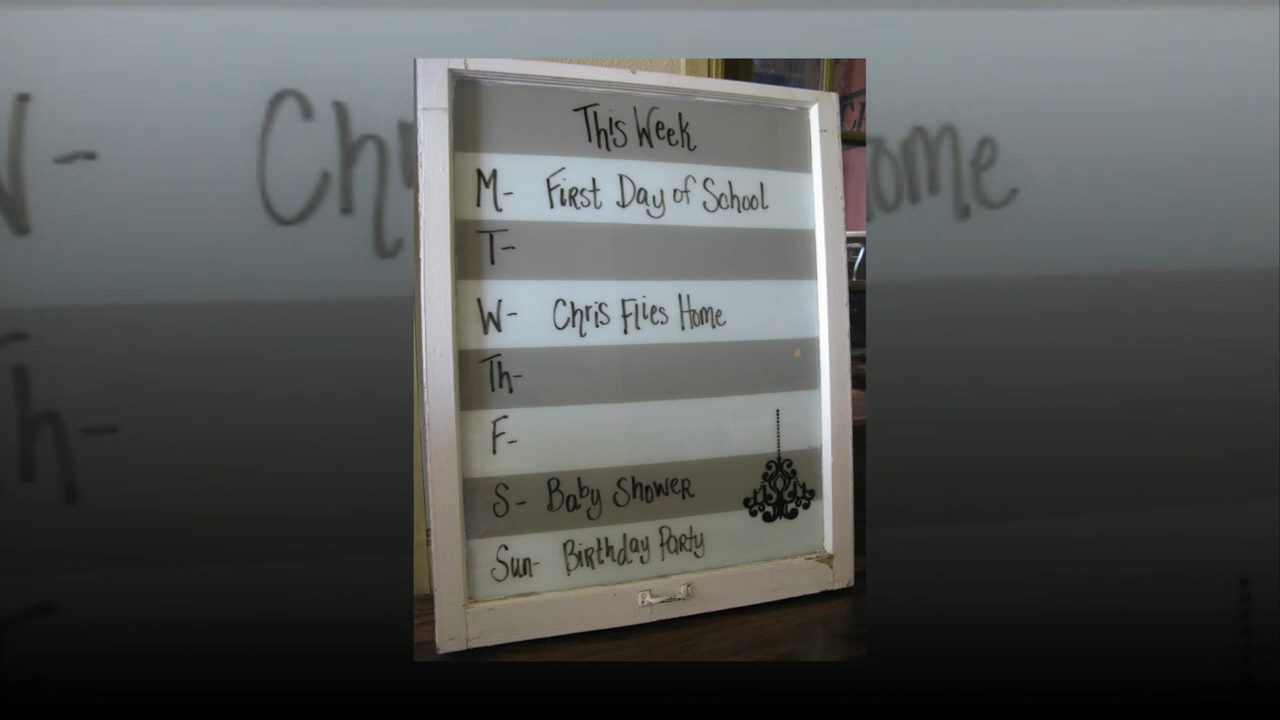 This Week
M- First Day of School
T-
W- Chris Flies Home
Th-
F-
S- Baby Shower
Sun- Birthday Party